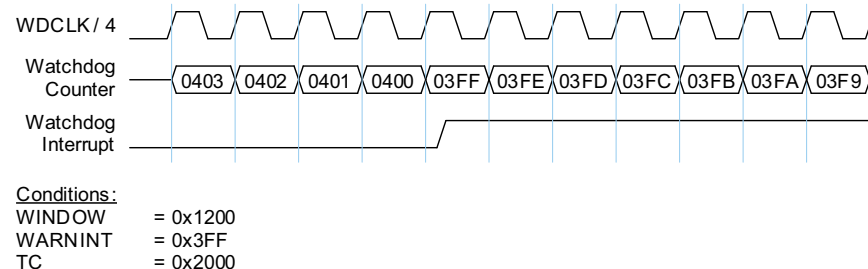 WDCLK / 4
Watchdog
Counter
0403 0402 0401 0400 03FF 03FE 03FD 03FC 03FB 03FA 03F9
Watchdog
Interrupt
Conditions:
WINDOW = 0x1200
WARNINT = 0x3FF
TC = 0x2000